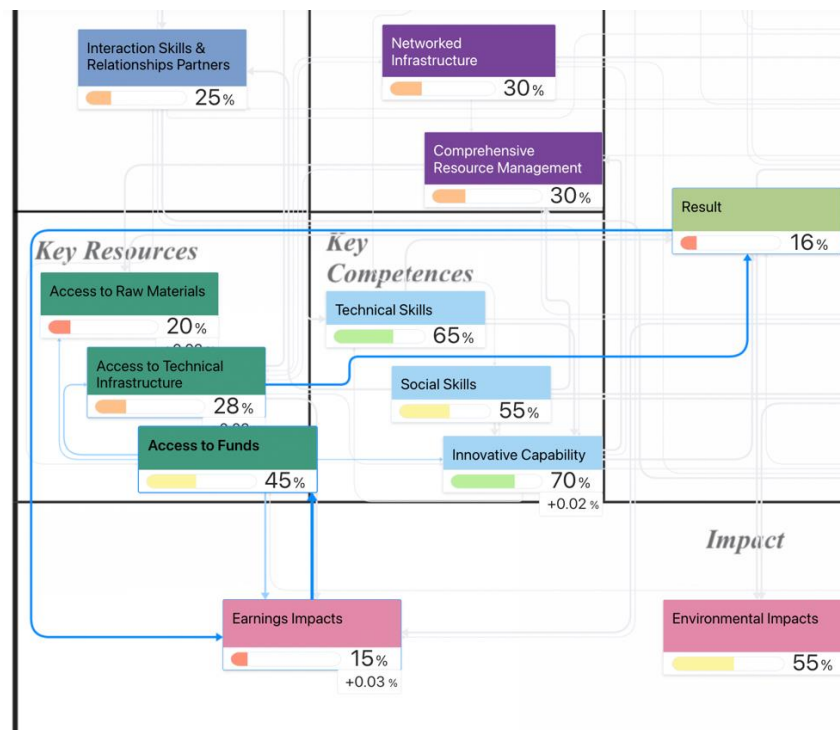 Interaction Skills &
Relationships Partners
25 %
Networked
Infrastructure
30 %
Comprehensive
Resource Management
30 %
Result
16 %
Key Resources
Key
Competences
Access to Raw Materials
20 %
Technical Skills
65 %
Access to Technical
Infrastructure
28 %
Social Skills
55 %
Access to Funds
45 %
Innovative Capability
70 %
+0.02 %
Impact
Earnings Impacts
15 %
+0.03 %
Environmental Impacts
55 %